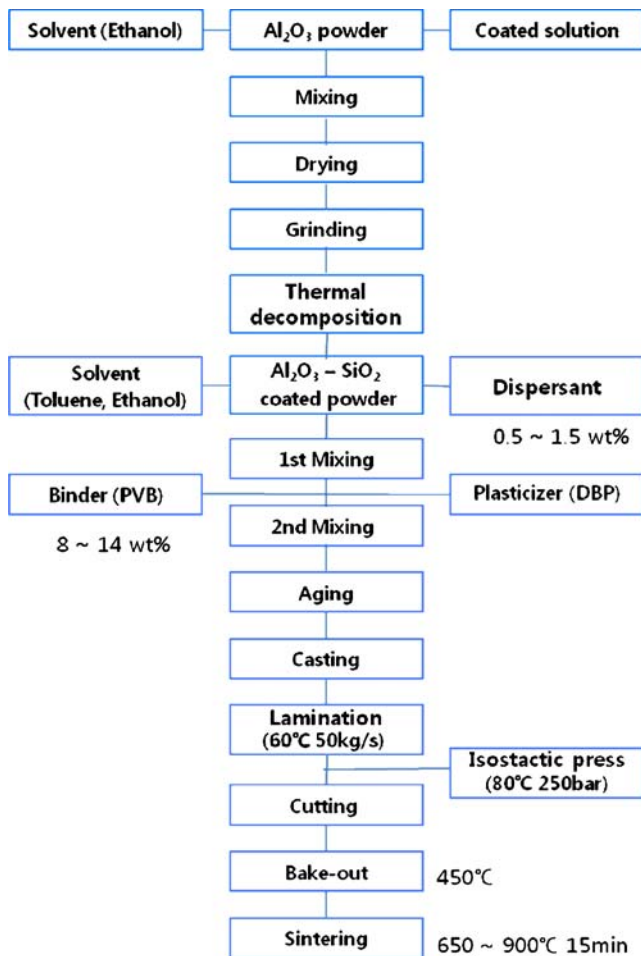 Solvent (Ethanol)
Al₂O₃ powder
Coated solution
Mixing
Drying
Grinding
Thermal
decomposition
Solvent
(Toluene, Ethanol)
Al₂O₃ – SiO₂
coated powder
Dispersant
0.5 ~ 1.5 wt%
1st Mixing
Binder (PVB)
Plasticizer (DBP)
8 ~ 14 wt%
2nd Mixing
Aging
Casting
Lamination
(60℃ 50kg/s)
Isostactic press
(80℃ 250bar)
Cutting
Bake-out
450℃
Sintering
650 ~ 900℃ 15min